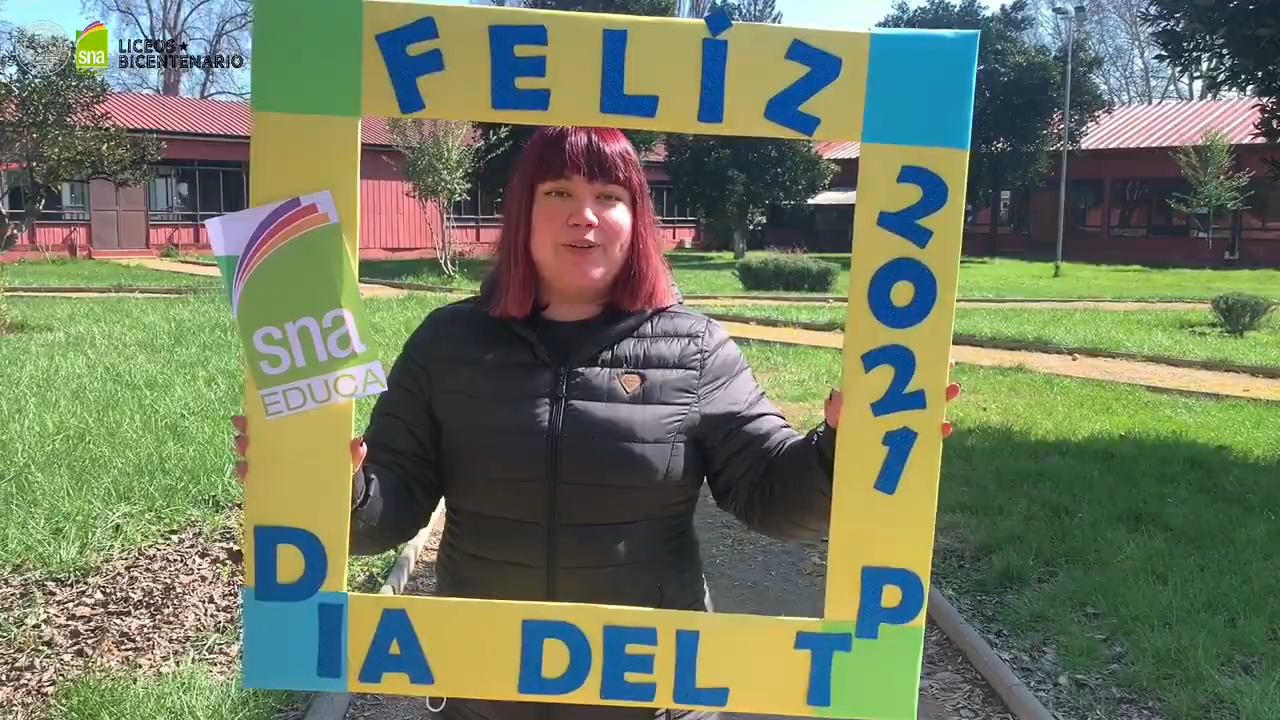 sna
LICEOS★
BICENTENARIO
FELÍZ
2021
sna
EDUCA
DIA DEL TP